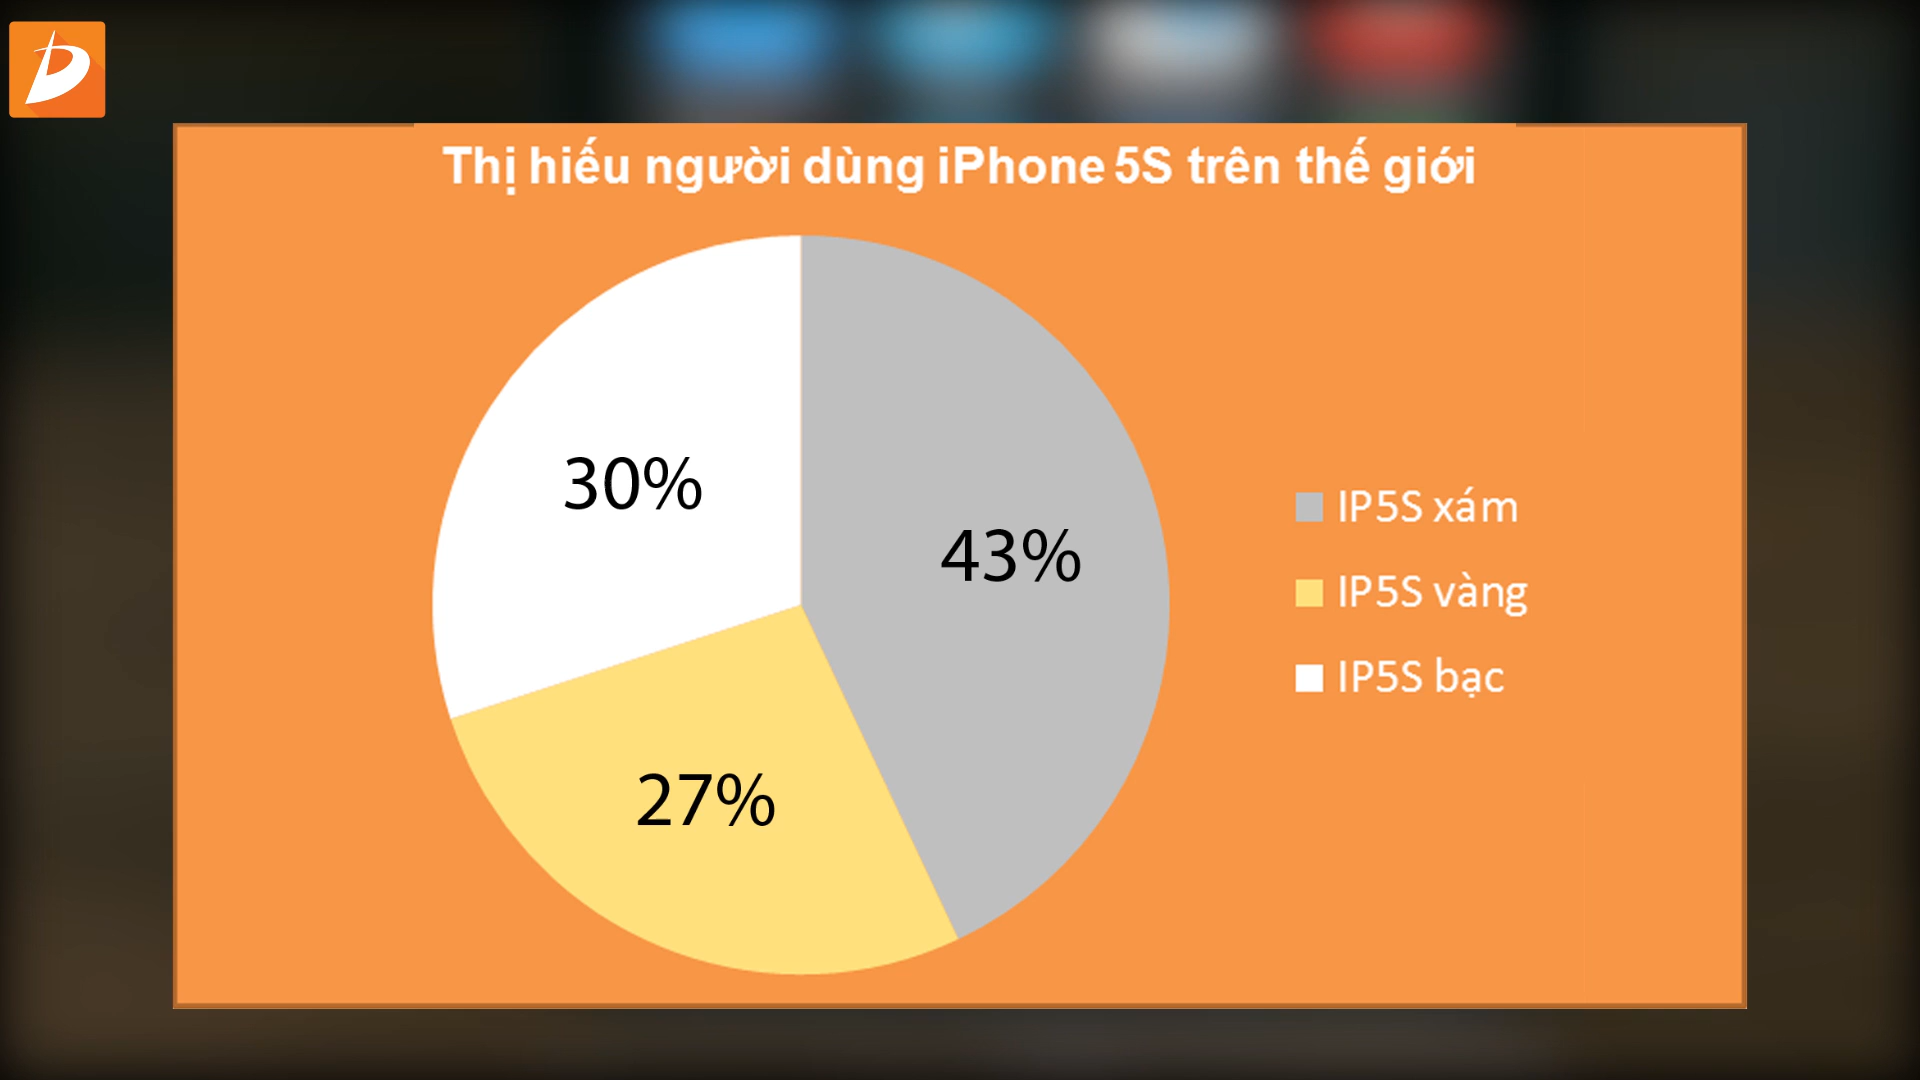 Thị hiếu người dùng iPhone 5S trên thế giới
30%
43%
27%
IP5S xám
IP5S vàng
IP5S bạc